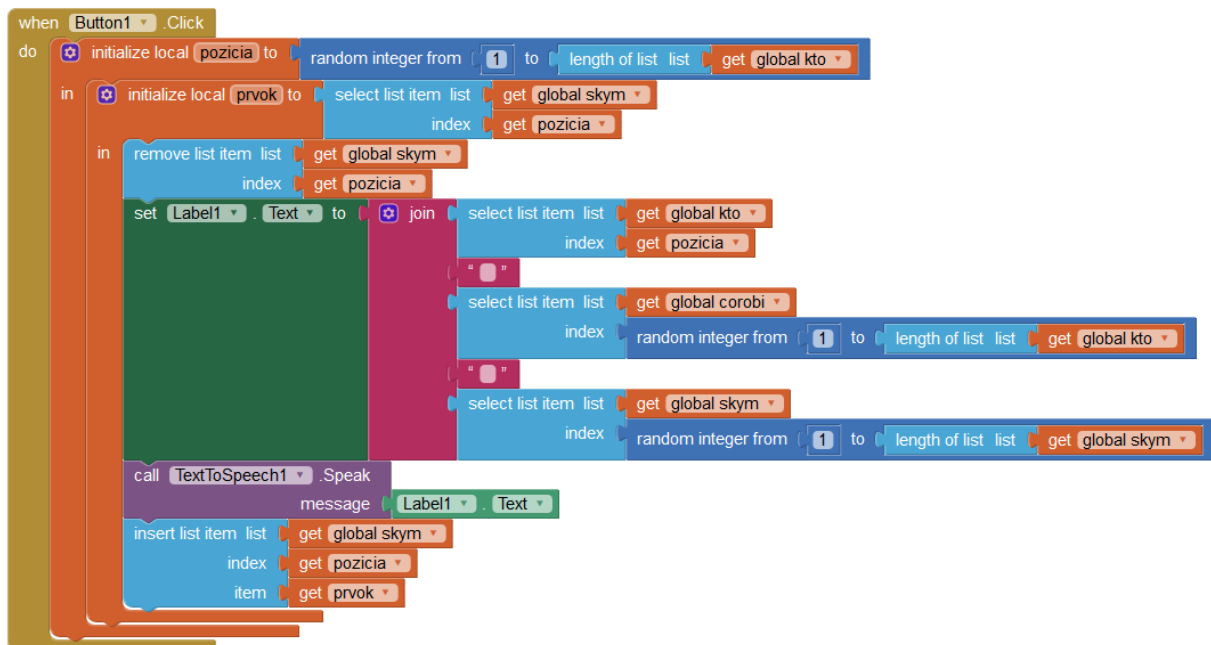 when Button1 .Click
do initialize local pozicia to random integer from 1 to length of list list get global kto
in initialize local prvok to select list item list get global skym
index get pozicia
in remove list item list get global skym
index get pozicia
set Label1 . Text to join select list item list get global kto
index get pozicia
" "
select list item list get global corobi
index random integer from 1 to length of list list get global kto
" "
select list item list get global skym
index random integer from 1 to length of list list get global skym
call TextToSpeech1 .Speak
message Label1 . Text
insert list item list get global skym
index get pozicia
item get prvok